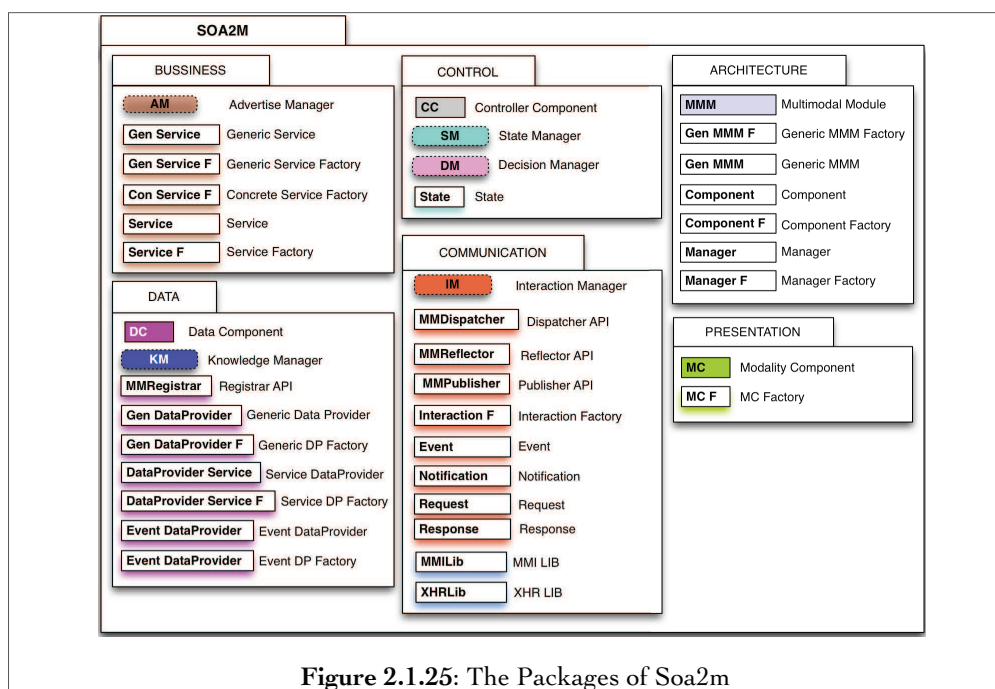 SOA2M
BUSSINESS
AM Advertise Manager
Gen Service Generic Service
Gen Service F Generic Service Factory
Con Service F Concrete Service Factory
Service Service
Service F Service Factory
DATA
DC Data Component
KM Knowledge Manager
MMRegistrar Registrar API
Gen DataProvider Generic Data Provider
Gen DataProvider F Generic DP Factory
DataProvider Service Service DataProvider
DataProvider Service F Service DP Factory
Event DataProvider Event DataProvider
Event DataProvider Event DP Factory
CONTROL
CC Controller Component
SM State Manager
DM Decision Manager
State State
COMMUNICATION
IM Interaction Manager
MMDispatcher Dispatcher API
MMReflector Reflector API
MMPublisher Publisher API
Interaction F Interaction Factory
Event Event
Notification Notification
Request Request
Response Response
MMILib MMI LIB
XHRLib XHR LIB
ARCHITECTURE
MMM Multimodal Module
Gen MMM F Generic MMM Factory
Gen MMM Generic MMM
Component Component
Component F Component Factory
Manager Manager
Manager F Manager Factory
PRESENTATION
MC Modality Component
MC F MC Factory
Figure 2.1.25: The Packages of Soa2m